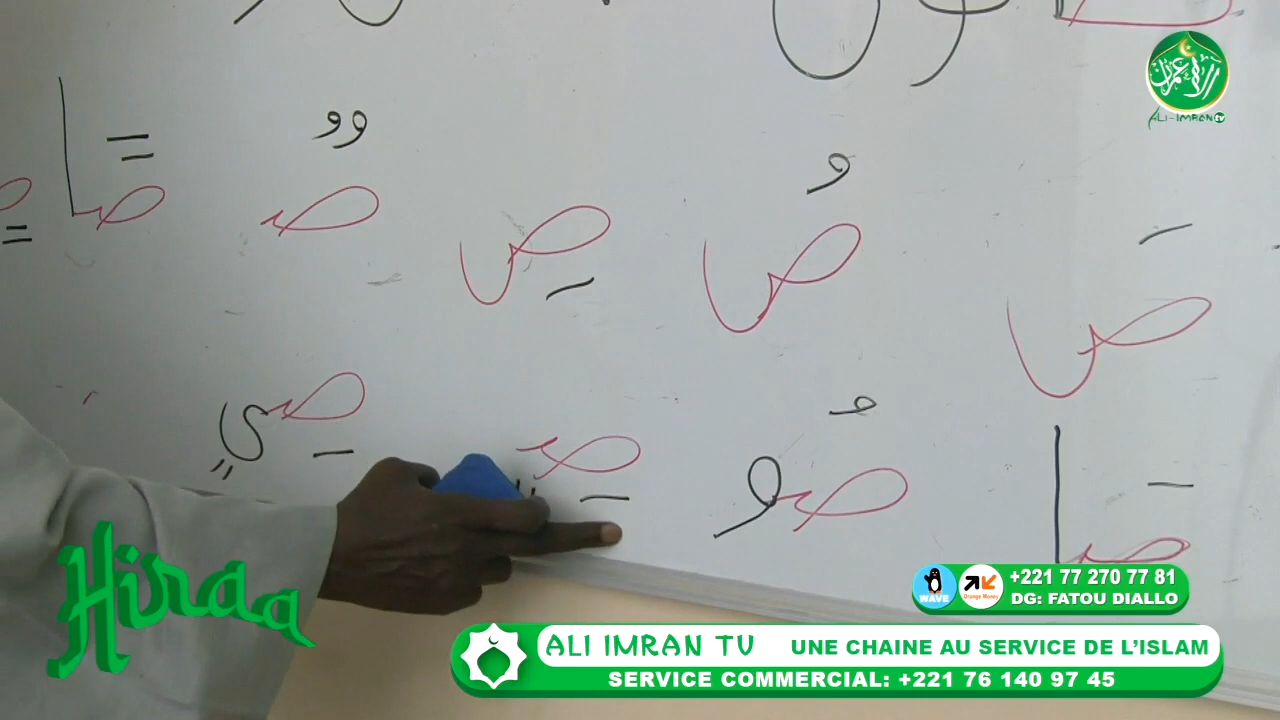 صَ صُ صِ صٌـ صًا
صَا صُو صِيـ صِي
ALI-IMRAN TV
Hiraa
WAVE
Orange Money
+221 77 270 77 81
DG: FATOU DIALLO
ALI IMRAN TV UNE CHAINE AU SERVICE DE L'ISLAM
SERVICE COMMERCIAL: +221 76 140 97 45